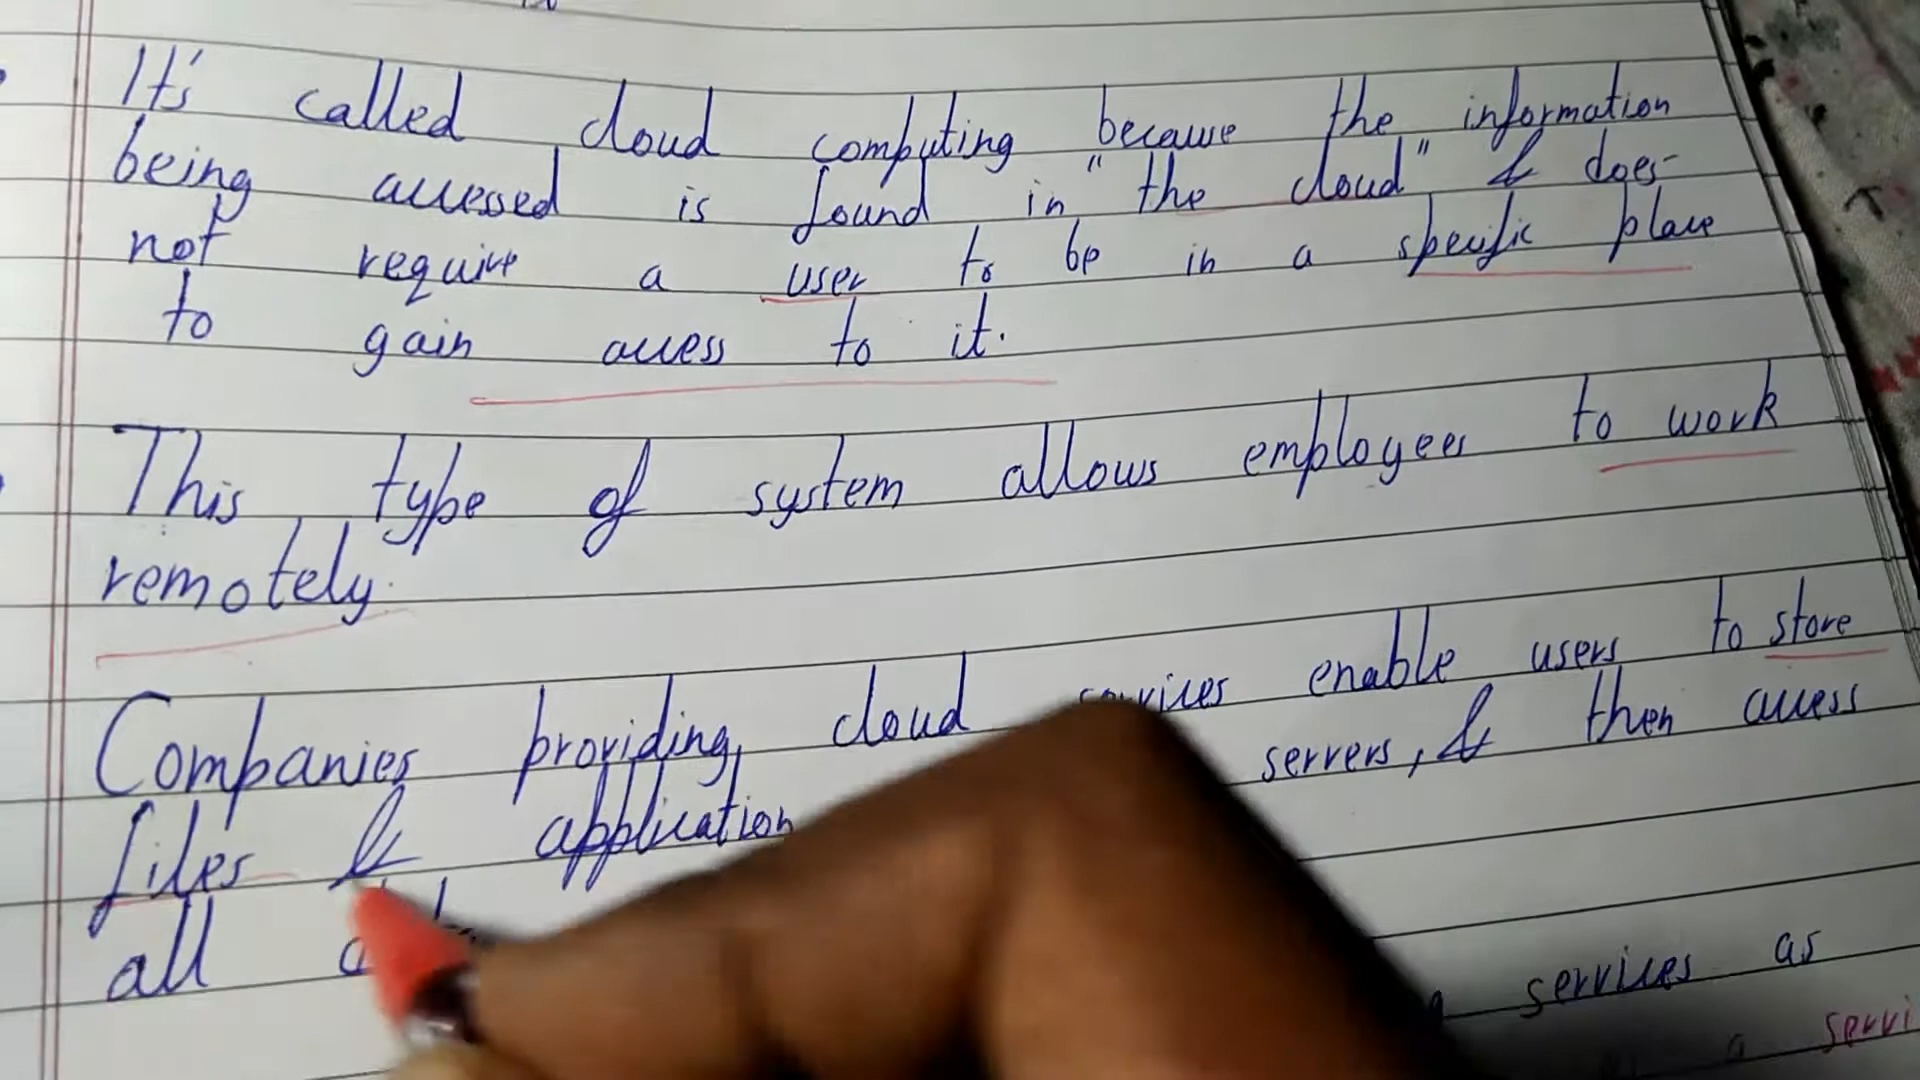 It's called cloud computing because the information
being accessed is found in "the cloud" & does
not require a user to be in a specific place
to gain access to it.
This type of system allows employees to work
remotely.
Companies providing cloud services enable users to store
files & application servers, & then access
all
services as
a servi